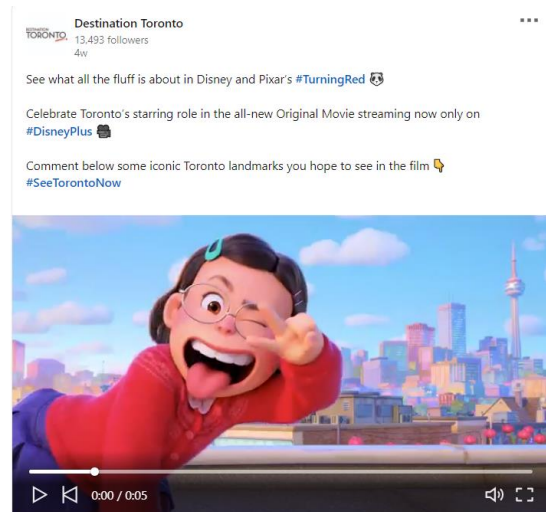 DESTINATION
TORONTO
Destination Toronto
13,493 followers
4w
See what all the fluff is about in Disney and Pixar's #TurningRed 🐼
Celebrate Toronto's starring role in the all-new Original Movie streaming now only on
#DisneyPlus 🎥
Comment below some iconic Toronto landmarks you hope to see in the film 👇
#SeeTorontoNow
0:00 / 0:05